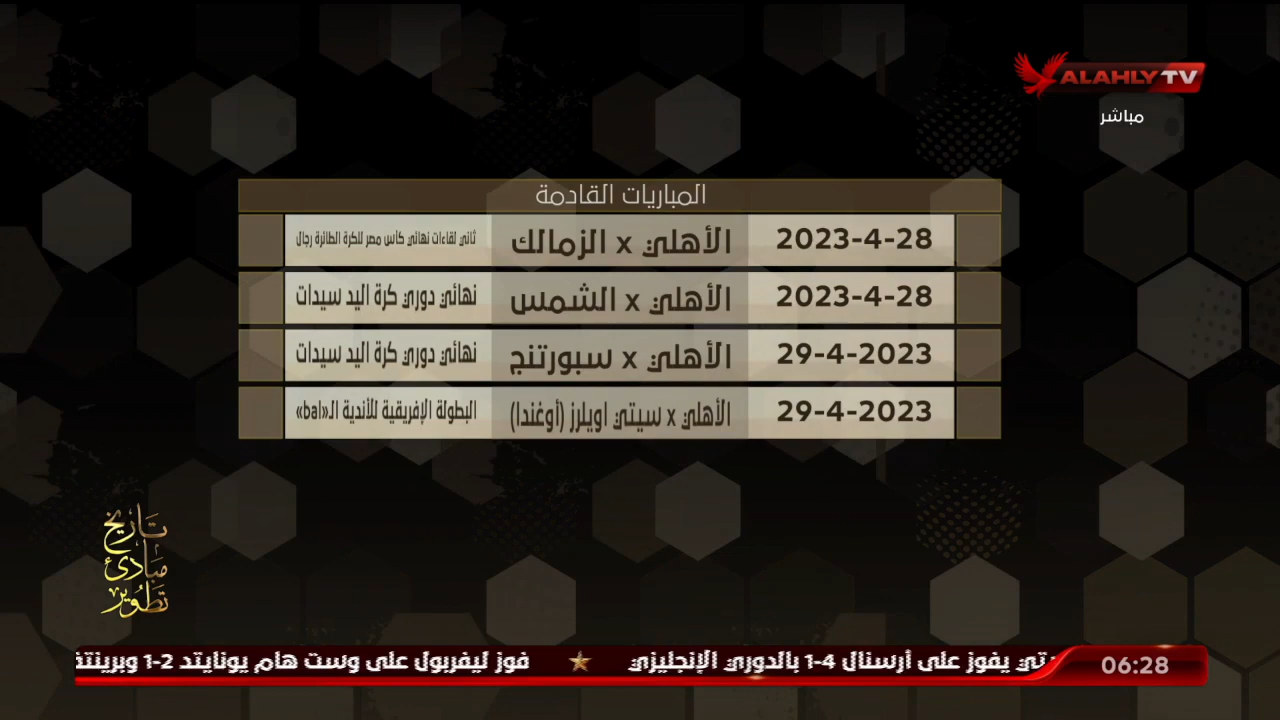 ALAHLY TV
مباشر
المباريات القادمة
2023-4-28 الأهلي x الزمالك ثاني لقاءات نهائي كأس مصر للكرة الطائرة رجال
2023-4-28 الأهلي x الشمس نهائي دوري كرة اليد سيدات
29-4-2023 الأهلي x سبورتنج نهائي دوري كرة اليد سيدات
29-4-2023 الأهلي x سيتي اويلرز (أوغندا) البطولة الإفريقية للأندية الـ«bal»
تاريخ
مبادئ
تطوير
06:28 يفوز على أرسنال 4-1 بالدوري الإنجليزي فوز ليفربول على وست هام يونايتد 2-1